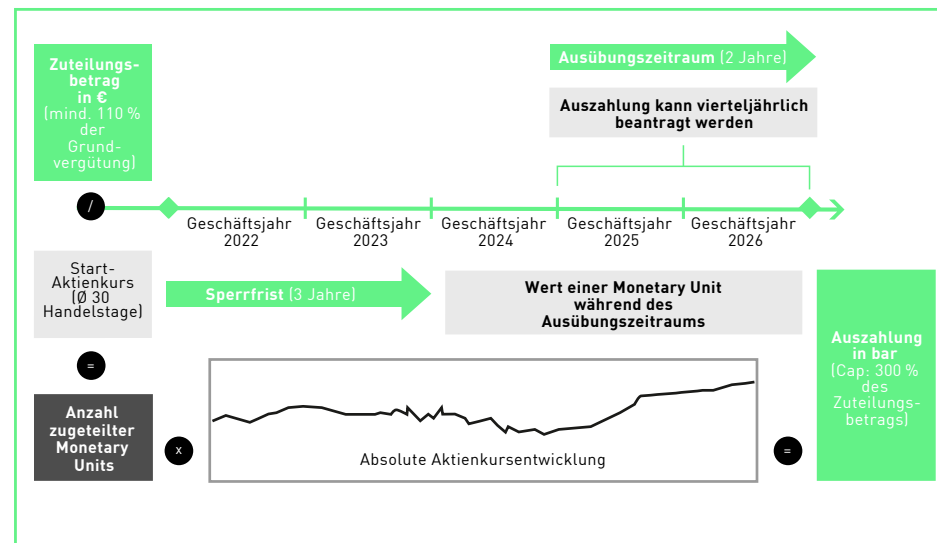 Zuteilungs-
betrag
in €
(mind. 110 %
der
Grund-
vergütung)
/
Start-
Aktienkurs
(Ø 30
Handelstage)
=
Anzahl
zugeteilter
Monetary
Units
x
Ausübungszeitraum (2 Jahre)
Auszahlung kann vierteljährlich
beantragt werden
Geschäftsjahr
2022
Geschäftsjahr
2023
Geschäftsjahr
2024
Geschäftsjahr
2025
Geschäftsjahr
2026
Sperrfrist (3 Jahre)
Wert einer Monetary Unit
während des
Ausübungszeitraums
Absolute Aktienkursentwicklung
=
Auszahlung
in bar
(Cap: 300 %
des
Zuteilungs-
betrags)